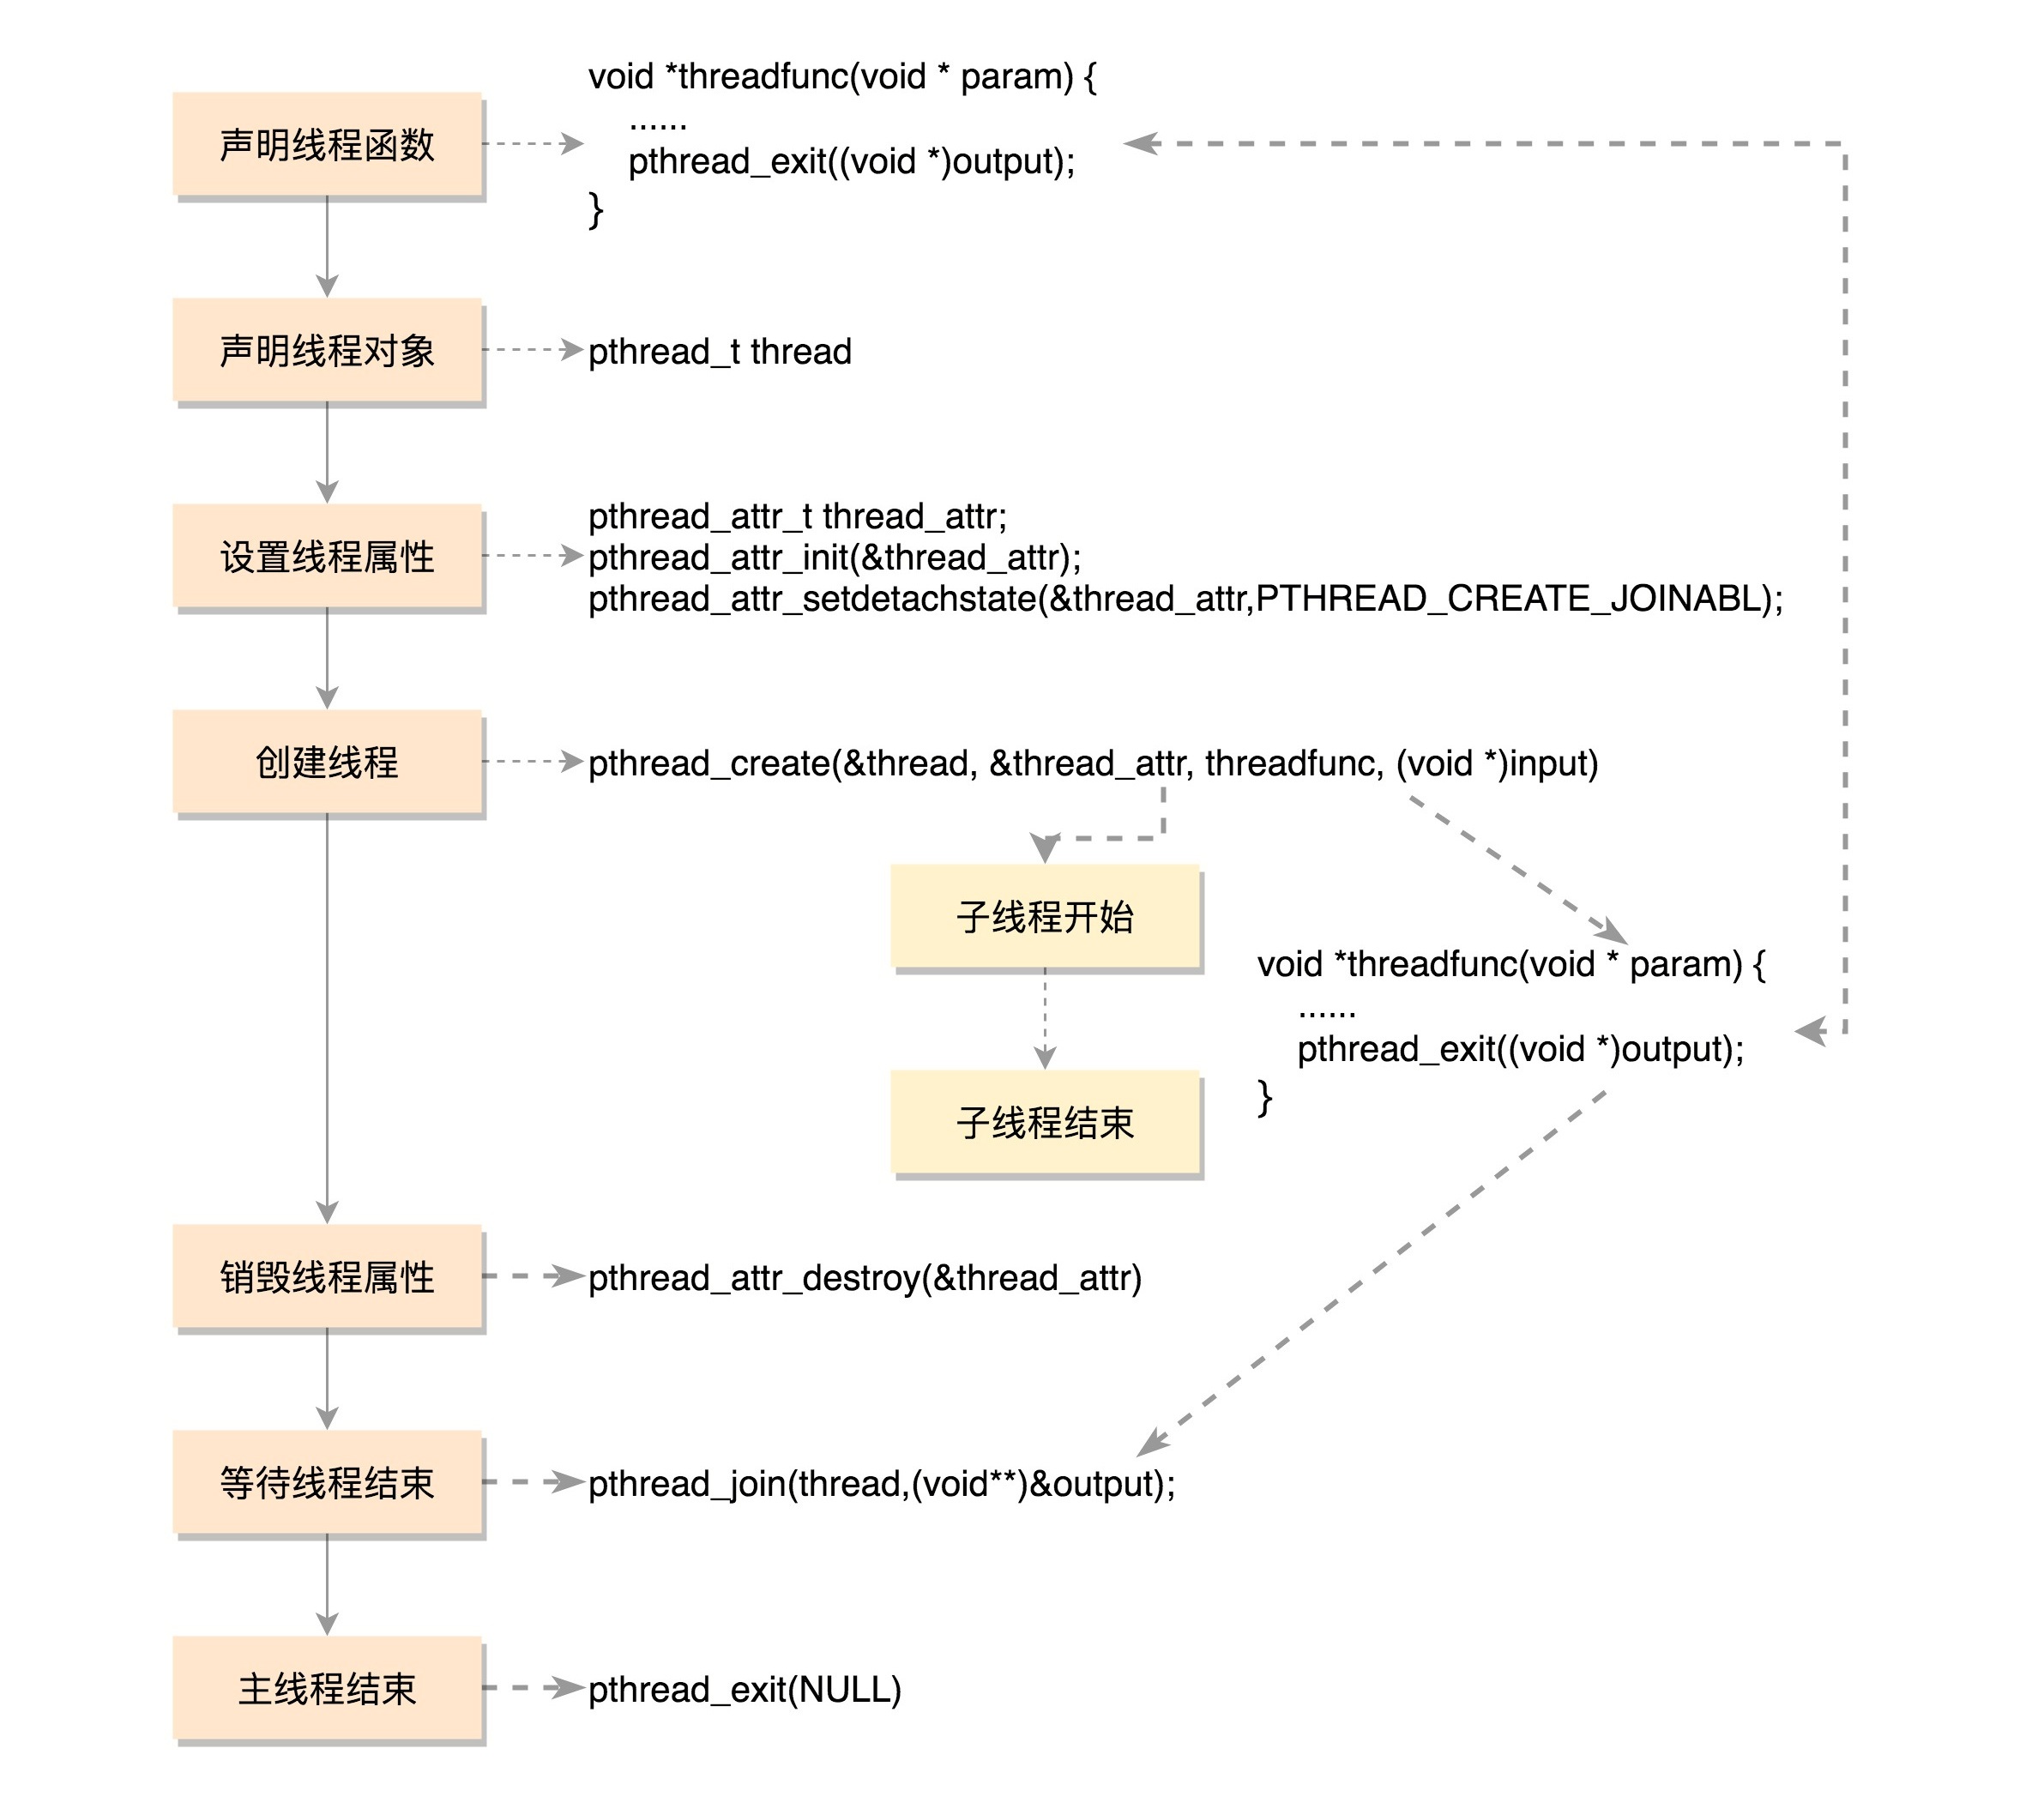 void *threadfunc(void * param) {
......
声明线程函数
pthread_exit((void *)output);
}
声明线程对象
pthread_t thread
pthread_attr_t thread_attr;
设置线程属性
pthread_attr_init(&thread_attr);
pthread_attr_setdetachstate(&thread_attr,PTHREAD_CREATE_JOINABL);
创建线程
pthread_create(&thread, &thread_attr, threadfunc, (void *)input)
子线程开始
void *threadfunc(void * param) {
......
pthread_exit((void *)output);
}
子线程结束
销毁线程属性
pthread_attr_destroy(&thread_attr)
等待线程结束
pthread_join(thread,(void**)&output);
主线程结束
pthread_exit(NULL)